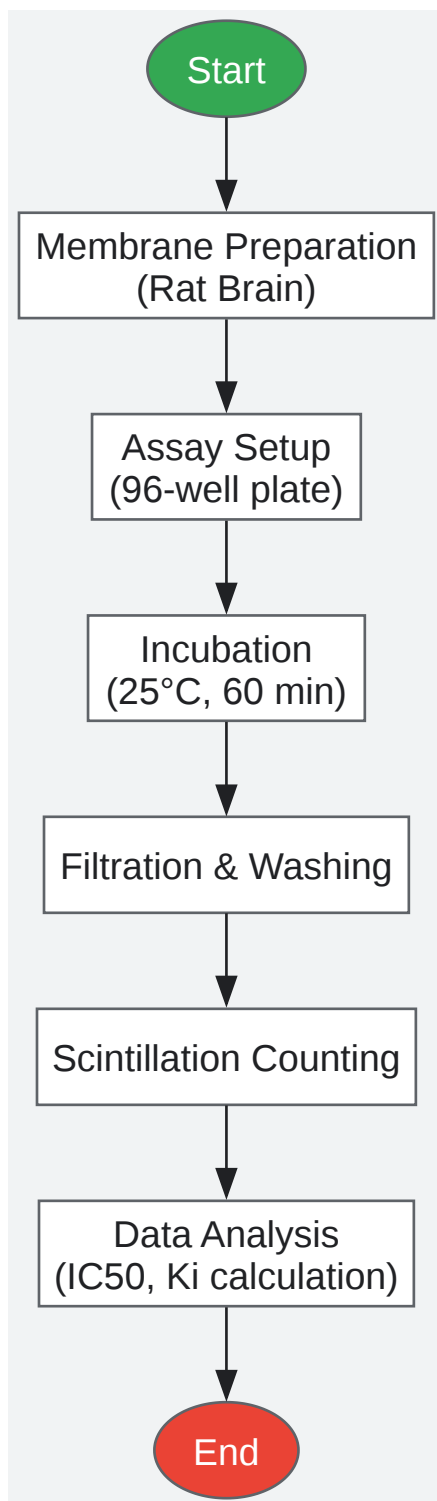 Start
Membrane Preparation
(Rat Brain)
Assay Setup
(96-well plate)
Incubation
(25°C, 60 min)
Filtration & Washing
Scintillation Counting
Data Analysis
(IC50, Ki calculation)
End